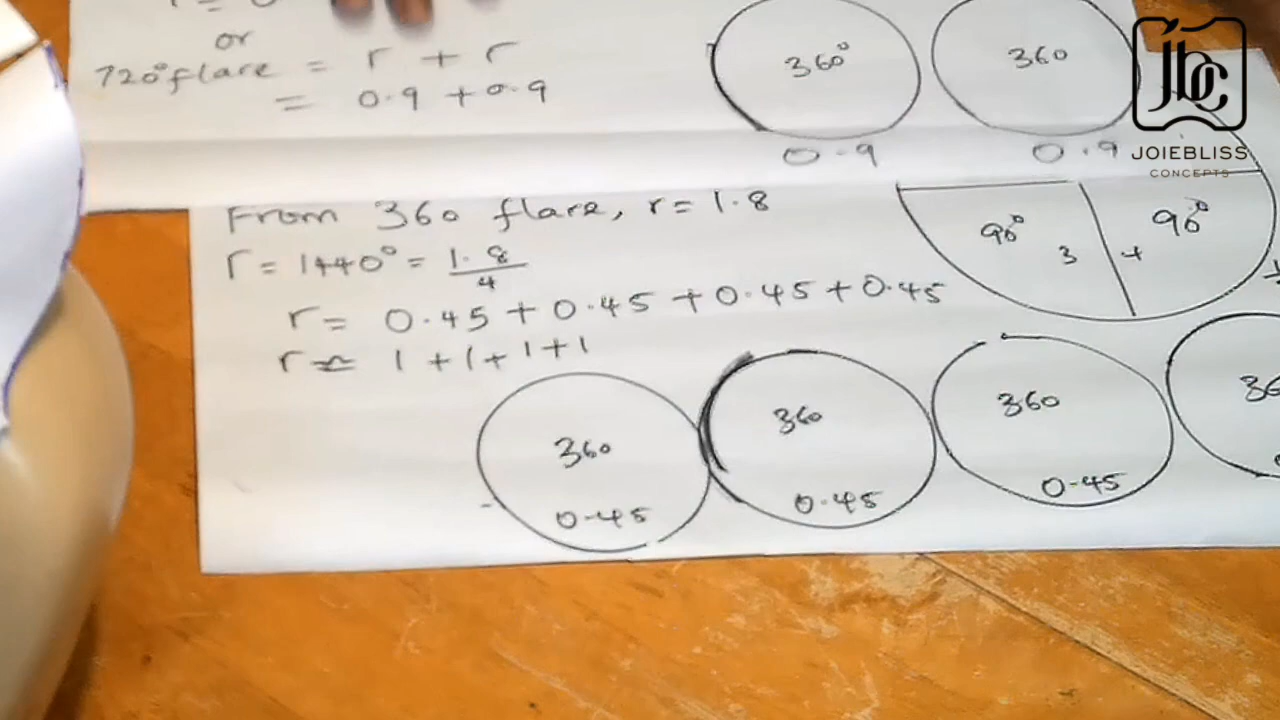 or
720° flare = r + r
= 0.9 + 0.9
360°
360
0.9
0.9
jbc
JOIEBLISS
CONCEPTS
From 360 flare, r = 1.8
r = 1440° = 1.8/4
r = 0.45 + 0.45 + 0.45 + 0.45
r ≃ 1 + 1 + 1 + 1
90°
3
90°
+
360
0.45
360
0.45
360
0.45